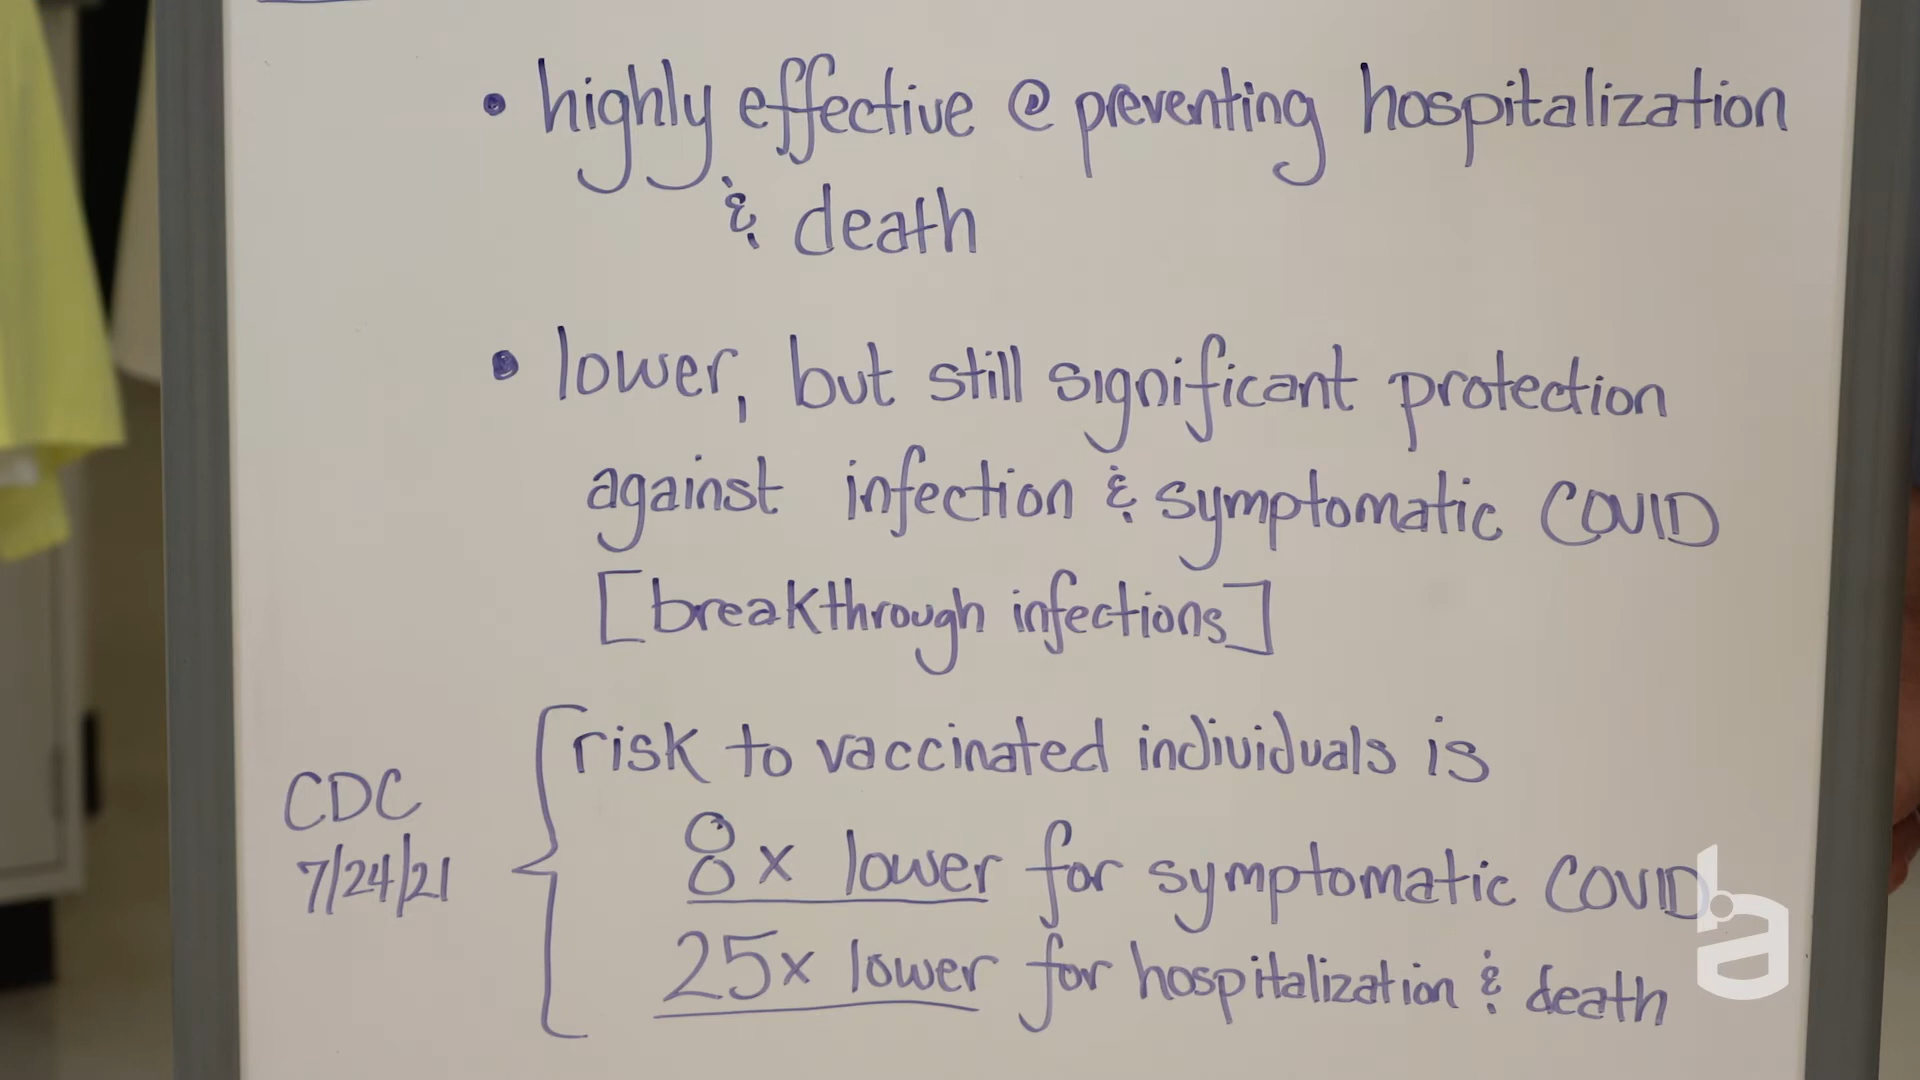 • highly effective @ preventing hospitalization
& death
• lower, but still significant protection
against infection & symptomatic COVID
[breakthrough infections]
risk to vaccinated individuals is
CDC
7/24/21
8x lower for symptomatic COVID
25x lower for hospitalization & death
ba